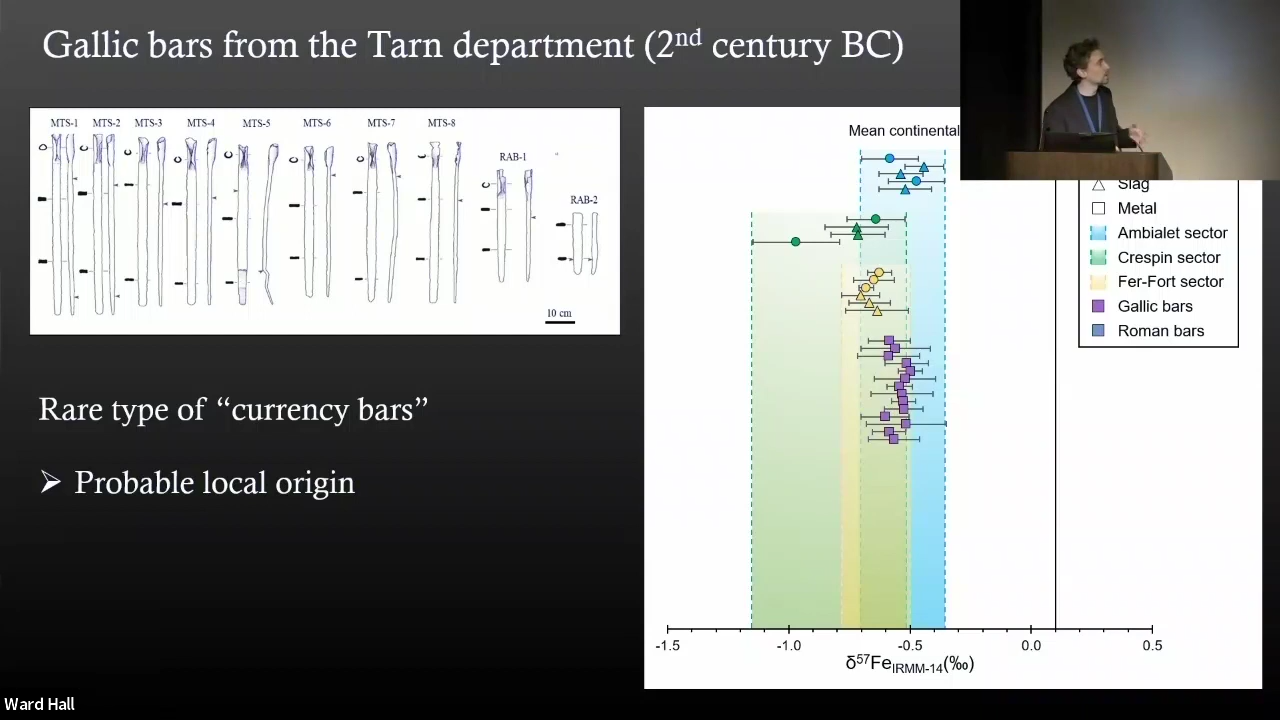 Gallic bars from the Tarn department (2nd century BC)
MTS-1 MTS-2 MTS-3 MTS-4 MTS-5 MTS-6 MTS-7 MTS-8
RAB-1
RAB-2
10 cm
Rare type of “currency bars”
➢ Probable local origin
Mean continental
Slag
Metal
Ambialet sector
Crespin sector
Fer-Fort sector
Gallic bars
Roman bars
-1.5 -1.0 -0.5 0.0 0.5
δ57FeIRMM-14(‰)
Ward Hall